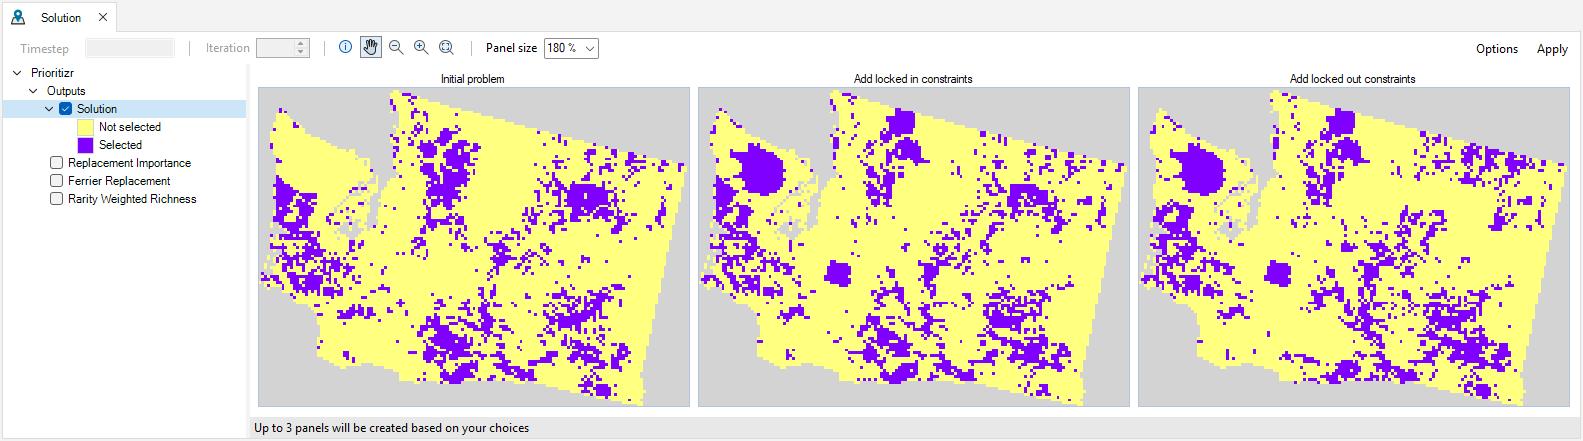 Solution
Timestep Iteration Panel size 180 % Options Apply
Prioritizr
Outputs
Solution
Not selected
Selected
Replacement Importance
Ferrier Replacement
Rarity Weighted Richness
Initial problem Add locked in constraints Add locked out constraints
Up to 3 panels will be created based on your choices